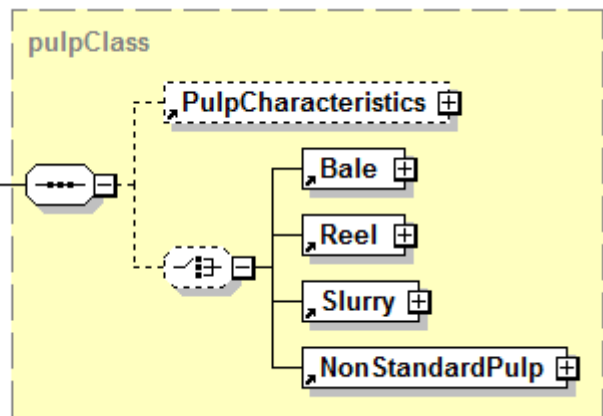 pulpClass
PulpCharacteristics
Bale
Reel
Slurry
NonStandardPulp